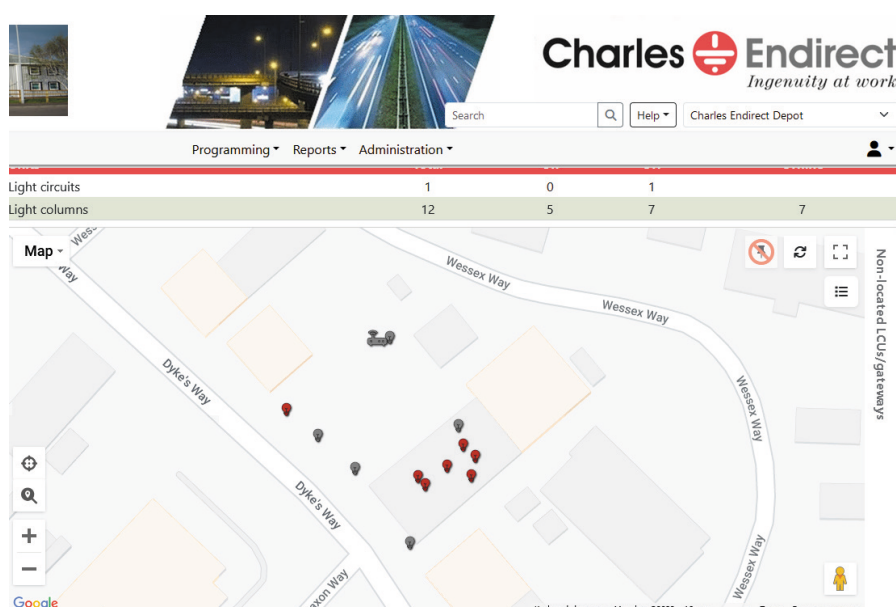 Charles Endirect
Ingenuity at work
Search
Help
Charles Endirect Depot
Programming Reports Administration
Light circuits 1 0 1
Light columns 12 5 7 7
Map
Way
Wessex Way
Wessex Way
Dyke's Way
Wessex Way
Dyke's Way
Wessex Way
Non-located LCUs/gateways
Google